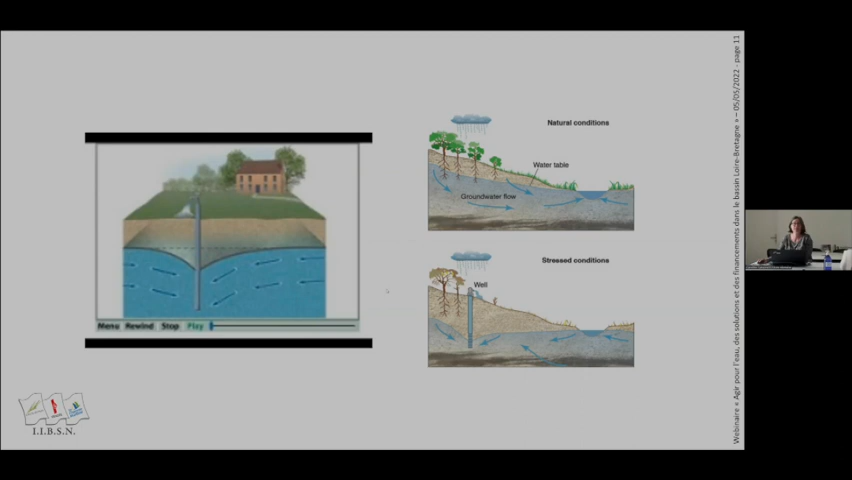 Natural conditions
Water table
Groundwater flow
Stressed conditions
Well
Menu Rewind Stop Play
I.I.B.S.N.
Webinaire « Agir pour l'eau, des solutions et des financements dans le bassin Loire-Bretagne » – 05/05/2022 - page 11